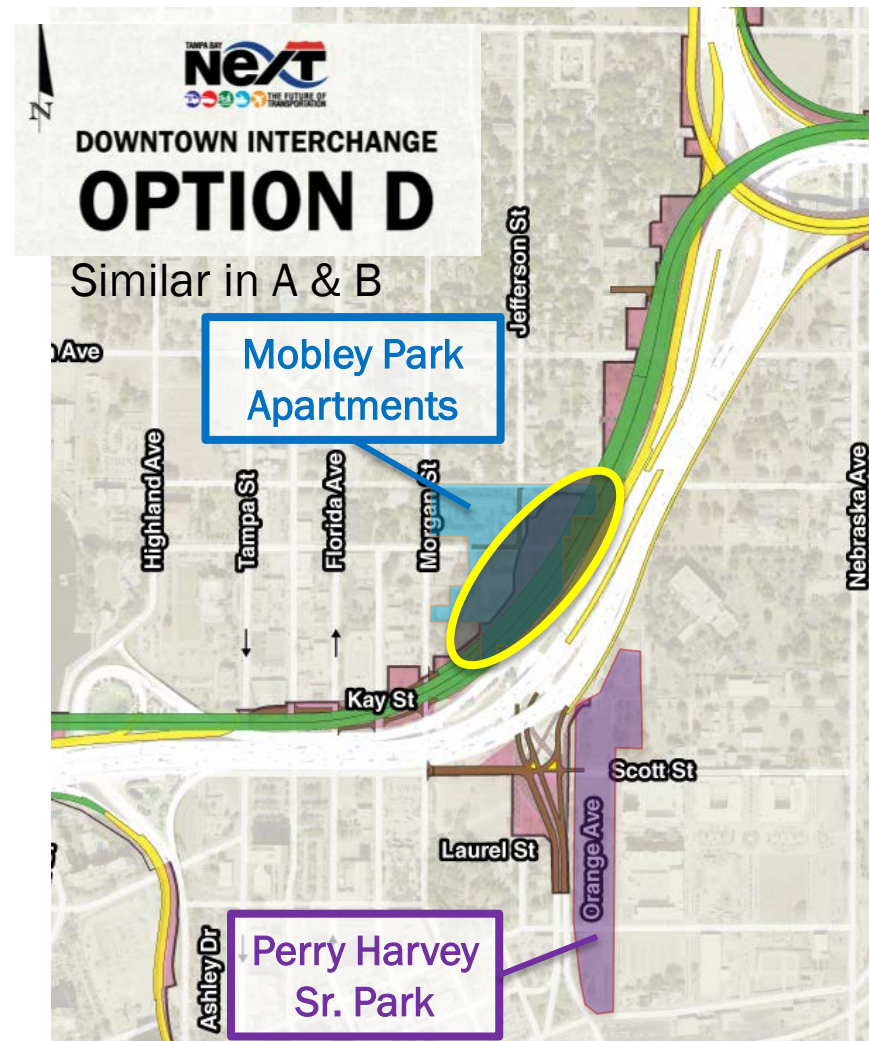 N
TAMPA BAY
NexT
THE FUTURE OF
TRANSPORTATION
DOWNTOWN INTERCHANGE
OPTION D
Similar in A & B
Jefferson St
Ave
Mobley Park
Apartments
Highland Ave
Tampa St
Florida Ave
Morgan St
Nebraska Ave
Kay St
Scott St
Laurel St
Orange Ave
Ashley Dr
Perry Harvey
Sr. Park